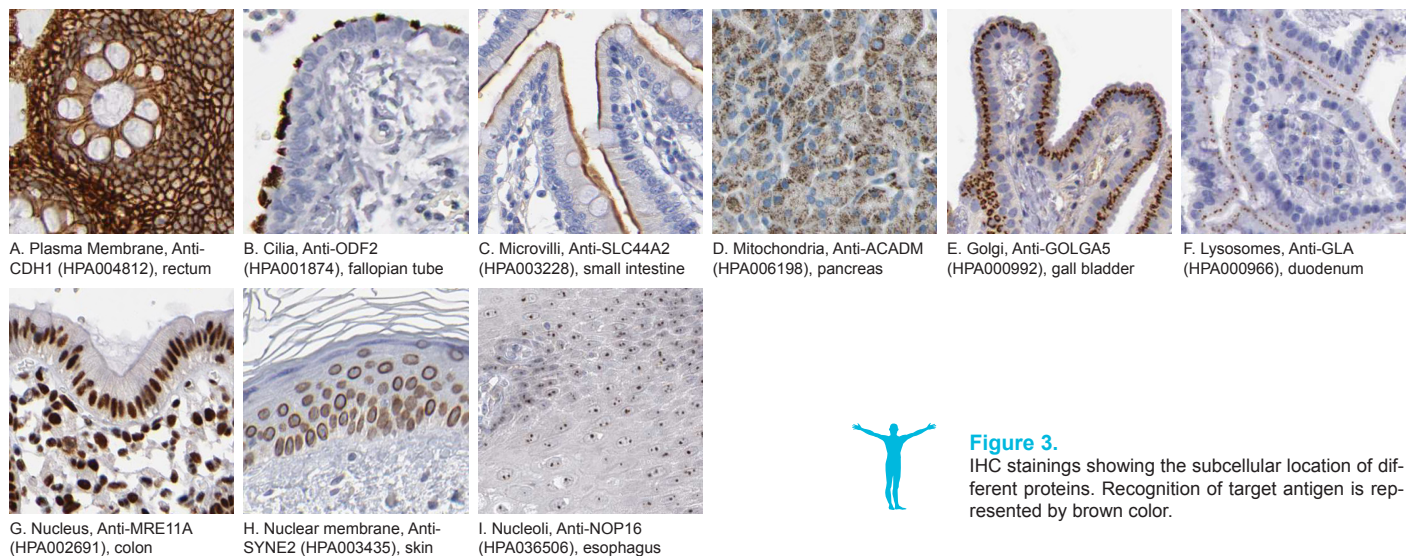 A. Plasma Membrane, Anti-
CDH1 (HPA004812), rectum
B. Cilia, Anti-ODF2
(HPA001874), fallopian tube
C. Microvilli, Anti-SLC44A2
(HPA003228), small intestine
D. Mitochondria, Anti-ACADM
(HPA006198), pancreas
E. Golgi, Anti-GOLGA5
(HPA000992), gall bladder
F. Lysosomes, Anti-GLA
(HPA000966), duodenum
G. Nucleus, Anti-MRE11A
(HPA002691), colon
H. Nuclear membrane, Anti-
SYNE2 (HPA003435), skin
I. Nucleoli, Anti-NOP16
(HPA036506), esophagus
Figure 3.
IHC stainings showing the subcellular location of dif-
ferent proteins. Recognition of target antigen is rep-
resented by brown color.